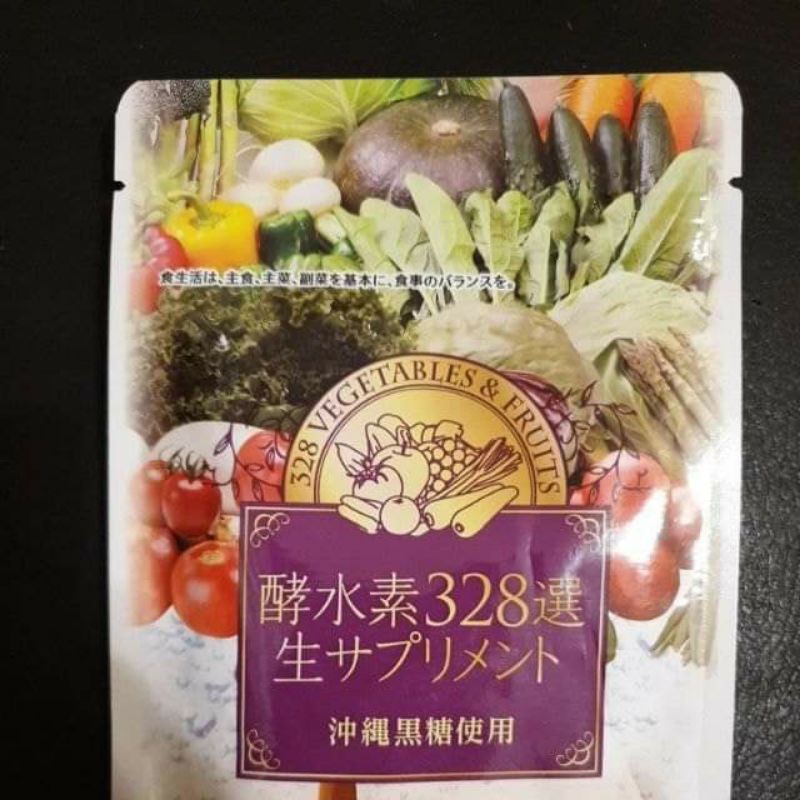 食生活は、主食、主菜、副菜を基本に、食事のバランスを。
328 VEGETABLES & FRUITS
酵水素328選
生サプリメント
沖縄黒糖使用